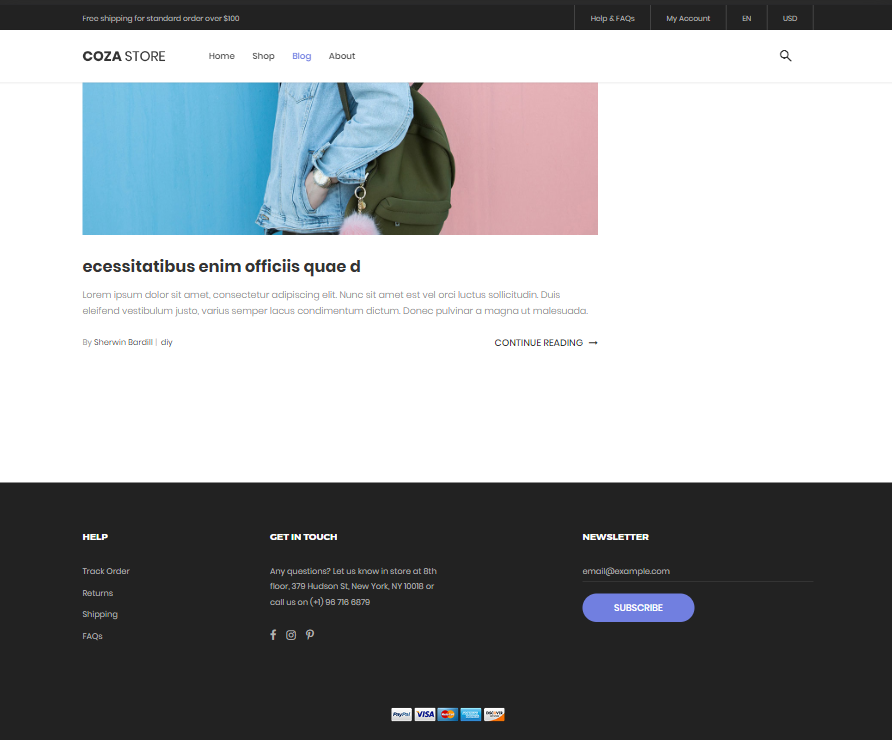 Free shipping for standard order over $100
Help & FAQs
My Account
EN
USD
COZA STORE
Home
Shop
Blog
About
ecessitatibus enim officiis quae d
Lorem ipsum dolor sit amet, consectetur adipiscing elit. Nunc sit amet est vel orci luctus sollicitudin. Duis
eleifend vestibulum justo, varius semper lacus condimentum dictum. Donec pulvinar a magna ut malesuada.
By Sherwin Bardill | diy
CONTINUE READING →
HELP
Track Order
Returns
Shipping
FAQs
GET IN TOUCH
Any questions? Let us know in store at 8th
floor, 379 Hudson St, New York, NY 10018 or
call us on (+1) 96 716 6879
NEWSLETTER
email@example.com
SUBSCRIBE
PayPal
VISA
DISCOVER